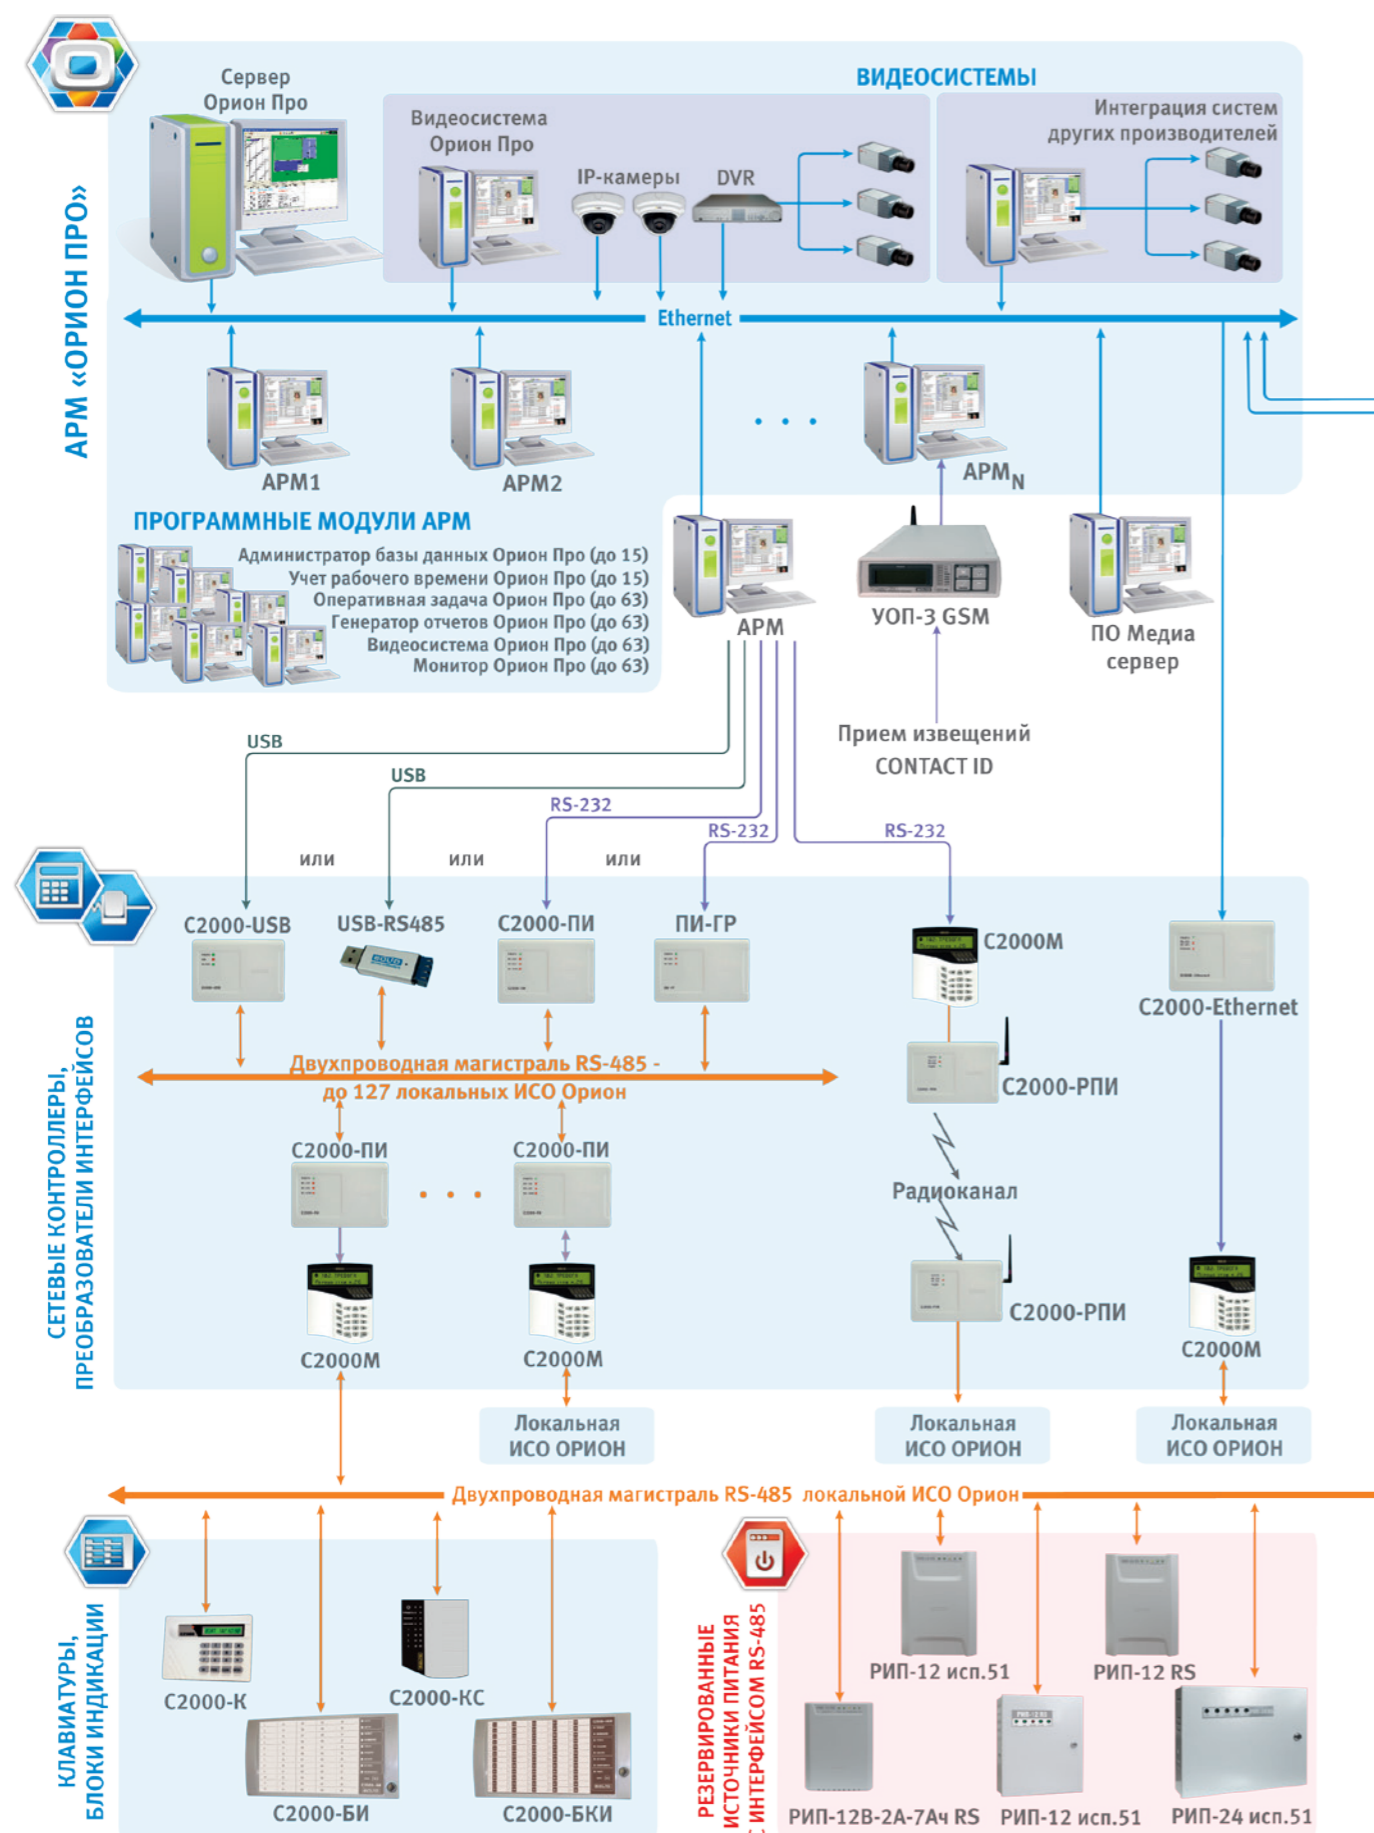 Сервер
Орион Про
ВИДЕОСИСТЕМЫ
Видеосистема
Орион Про
IP-камеры
DVR
Интеграция систем
других производителей
АРМ «ОРИОН ПРО»
Ethernet
АРМ1
АРМ2
АРМN
ПРОГРАММНЫЕ МОДУЛИ АРМ
Администратор базы данных Орион Про (до 15)
Учет рабочего времени Орион Про (до 15)
Оперативная задача Орион Про (до 63)
Генератор отчетов Орион Про (до 63)
Видеосистема Орион Про (до 63)
Монитор Орион Про (до 63)
АРМ
УОП-3 GSM
ПО Медиа
сервер
Прием извещений
CONTACT ID
USB
USB
RS-232
RS-232
RS-232
или
или
или
СЕТЕВЫЕ КОНТРОЛЛЕРЫ,
ПРЕОБРАЗОВАТЕЛИ ИНТЕРФЕЙСОВ
С2000-USB
USB-RS485
С2000-ПИ
ПИ-ГР
С2000М
С2000-Ethernet
Двухпроводная магистраль RS-485 -
до 127 локальных ИСО Орион
С2000-РПИ
С2000-ПИ
С2000-ПИ
Радиоканал
С2000-РПИ
С2000М
С2000М
С2000М
Локальная
ИСО ОРИОН
Локальная
ИСО ОРИОН
Локальная
ИСО ОРИОН
Двухпроводная магистраль RS-485 локальной ИСО Орион
КЛАВИАТУРЫ,
БЛОКИ ИНДИКАЦИИ
С2000-К
С2000-КС
С2000-БИ
С2000-БКИ
РЕЗЕРВИРОВАННЫЕ
ИСТОЧНИКИ ПИТАНИЯ
С ИНТЕРФЕЙСОМ RS-485
РИП-12 исп.51
РИП-12 RS
РИП-12В-2А-7Ач RS
РИП-12 исп.51
РИП-24 исп.51